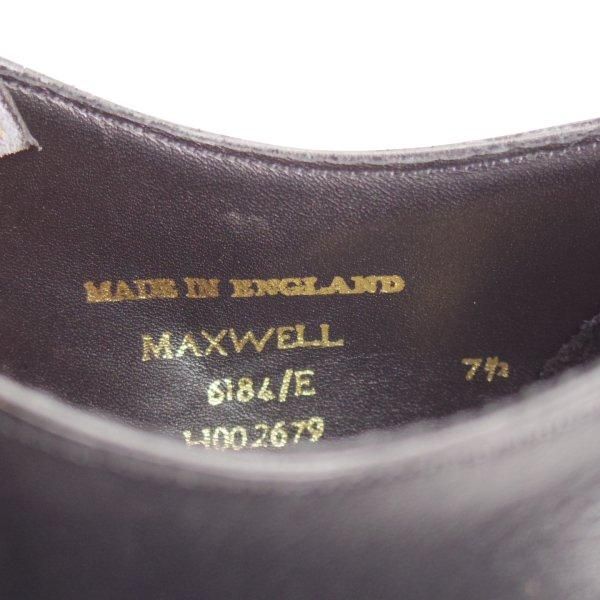 MADE IN ENGLAND
MAXWELL
6184/E 7½
H002679